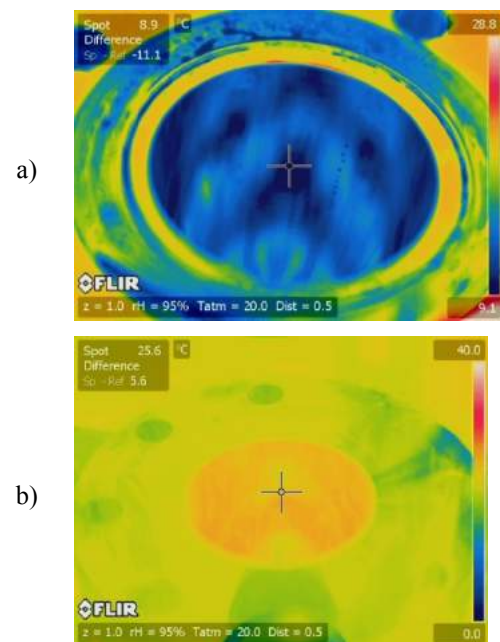 a)
Spot 8.9 °C 28.8
Difference
Sp - Ref -11.1
FLIR
z = 1.0 rH = 95% Tatm = 20.0 Dist = 0.5 9.1
b)
Spot 25.6 °C 40.0
Difference
Sp - Ref 5.6
FLIR
z = 1.0 rH = 95% Tatm = 20.0 Dist = 0.5 0.0